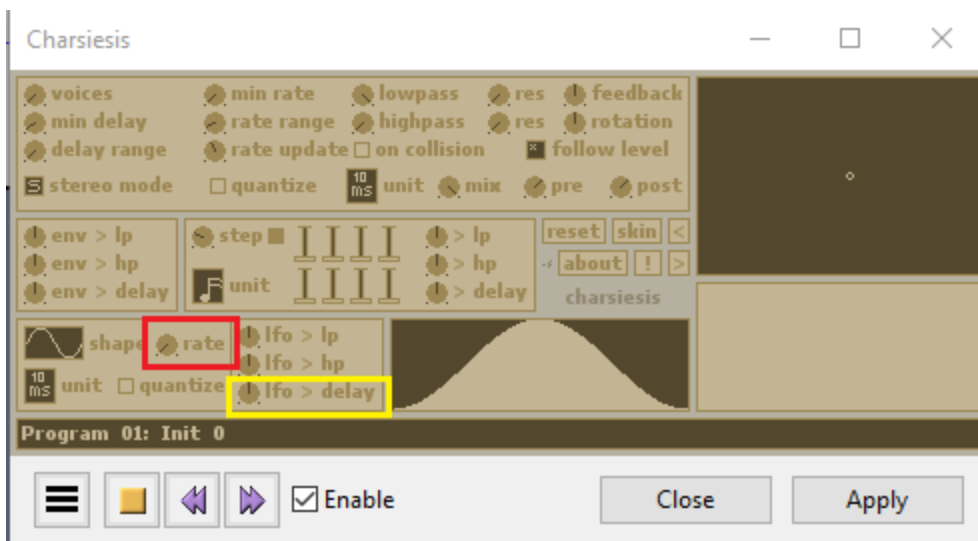 Charsiesis
voices min rate lowpass res feedback
min delay rate range highpass res rotation
delay range rate update on collision follow level
S stereo mode quantize 10 ms unit mix pre post
env > lp step > lp reset skin <
env > hp > hp about ! >
env > delay unit > delay charsiesis
shape rate lfo > lp
lfo > hp
10 ms unit quantize lfo > delay
Program 01: Init 0
Enable Close Apply